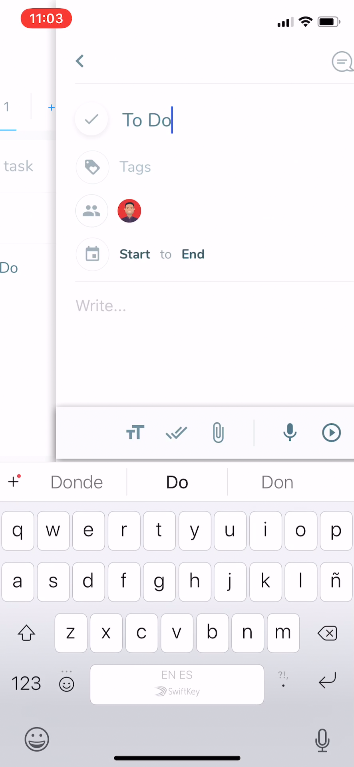 11:03
1
+
task
Do
To Do
Tags
Start to End
Write...
Donde Do Don
q w e r t y u i o p
a s d f g h j k l ñ
z x c v b n m
123 EN ES ?!,
SwiftKey